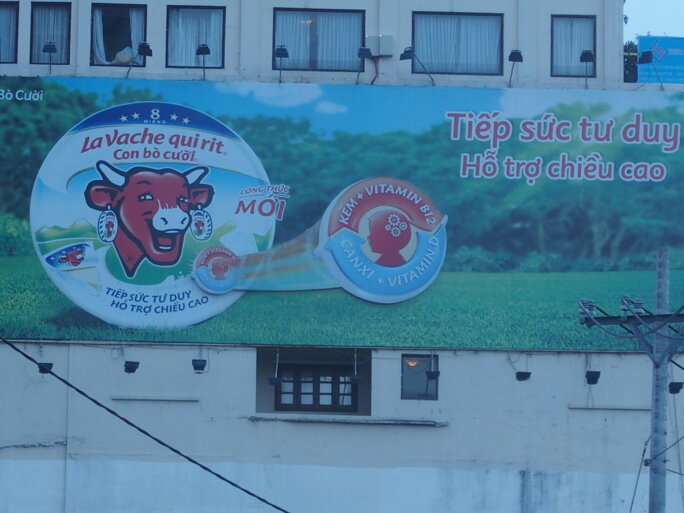 Bò Cười
8
MIẾNG
La Vache qui rit
Con bò cười
CÔNG THỨC
MỚI
TIẾP SỨC TƯ DUY
HỖ TRỢ CHIỀU CAO
KẼM + VITAMIN B12
CANXI + VITAMIN D
Tiếp sức tư duy
Hỗ trợ chiều cao